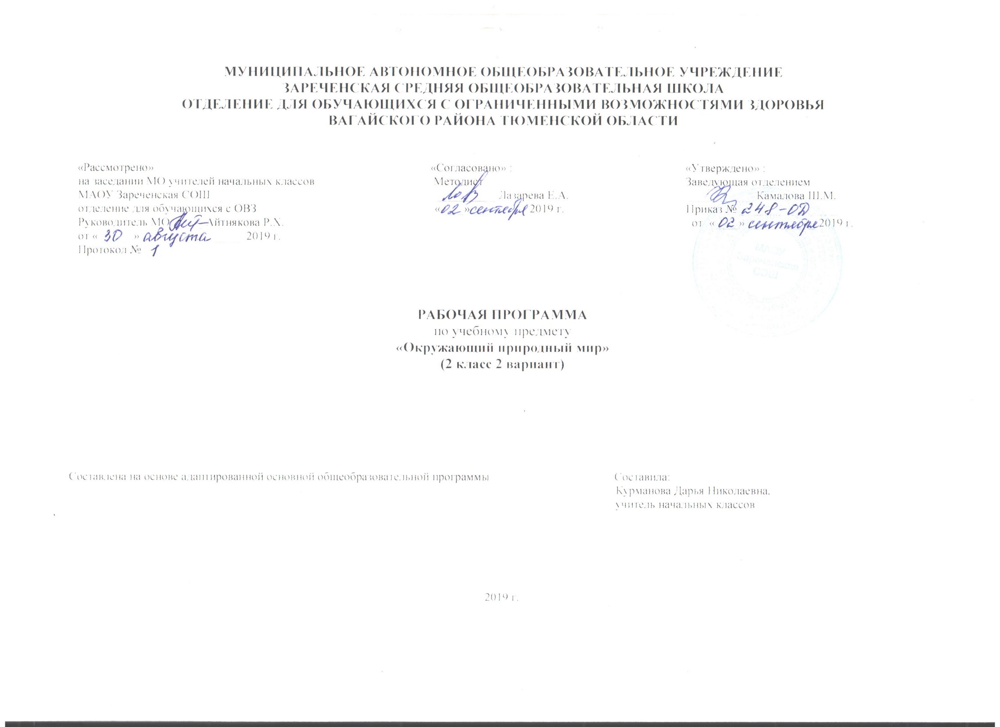 МУНИЦИПАЛЬНОЕ АВТОНОМНОЕ ОБЩЕОБРАЗОВАТЕЛЬНОЕ УЧРЕЖДЕНИЕ
ЗАРЕЧЕНСКАЯ СРЕДНЯЯ ОБЩЕОБРАЗОВАТЕЛЬНАЯ ШКОЛА
ОТДЕЛЕНИЕ ДЛЯ ОБУЧАЮЩИХСЯ С ОГРАНИЧЕННЫМИ ВОЗМОЖНОСТЯМИ ЗДОРОВЬЯ
ВАГАЙСКОГО РАЙОНА ТЮМЕНСКОЙ ОБЛАСТИ
«Рассмотрено»
на заседании МО учителей начальных классов
МАОУ Зареченская СОШ
отделение для обучающихся с ОВЗ
Руководитель МО Айтнякова Р.Х.
от « 30 » августа 2019 г.
Протокол № 1
«Согласовано» :
Методист
Лазарева Е.А.
«02 » сентября 2019 г.
«Утверждено» :
Заведующая отделением
Камалова Ш.М.
Приказ № 248-ОД
от « 02 » сентября 2019 г.
МАОУ
Зареченская
СОШ
РАБОЧАЯ ПРОГРАММА
по учебному предмету
«Окружающий природный мир»
(2 класс 2 вариант)
Составлена на основе адаптированной основной общеобразовательной программы
Составила:
Курманова Дарья Николаевна,
учитель начальных классов
2019 г.